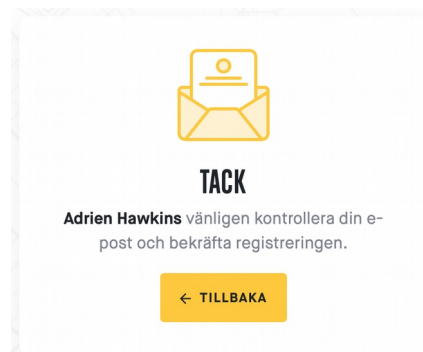 TACK
Adrien Hawkins vänligen kontrollera din e-
post och bekräfta registreringen.
← TILLBAKA